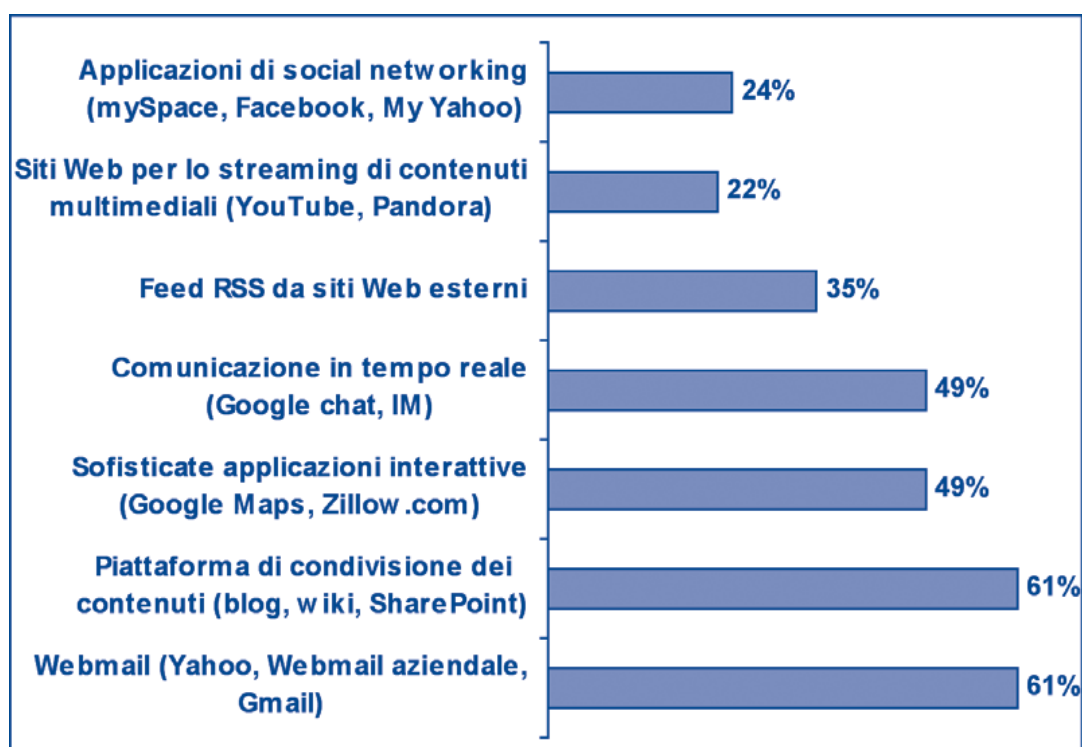 Applicazioni di social networking
(mySpace, Facebook, My Yahoo)
24%
Siti Web per lo streaming di contenuti
multimediali (YouTube, Pandora)
22%
Feed RSS da siti Web esterni
35%
Comunicazione in tempo reale
(Google chat, IM)
49%
Sofisticate applicazioni interattive
(Google Maps, Zillow.com)
49%
Piattaforma di condivisione dei
contenuti (blog, wiki, SharePoint)
61%
Webmail (Yahoo, Webmail aziendale,
Gmail)
61%